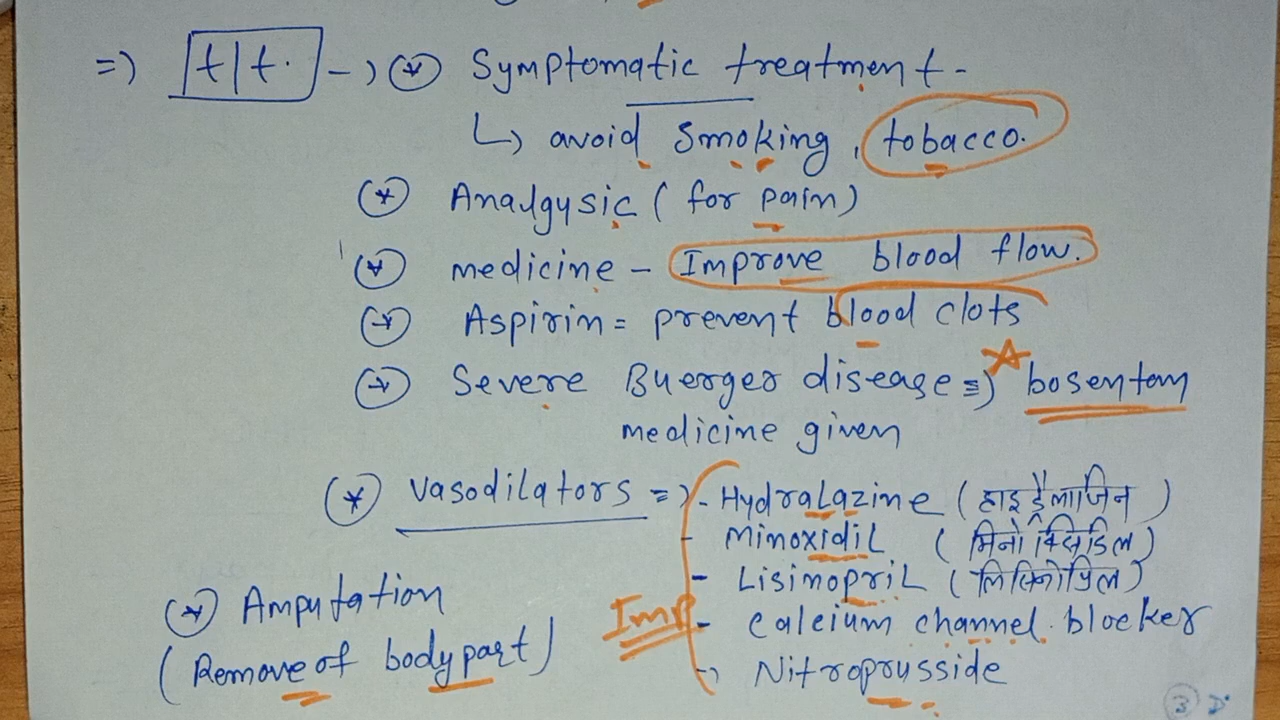 =) t|t. -) * Symptomatic treatment -
↳ avoid smoking, tobacco.
* Analgysic (for pain)
* medicine - Improve blood flow.
* Aspirin = prevent blood clots
* Severe Buerger disease =) ☆ bosentan
medicine given
* vasodilators =) - Hydralazine (हाइड्रैलाजिन)
- Minoxidil (मिनोक्सिडिल)
- Lisinopril (लिसिनोप्रिल)
Imp - calcium channel blocker
-> Nitroprusside
* Amputation
(Remove of body part)
3